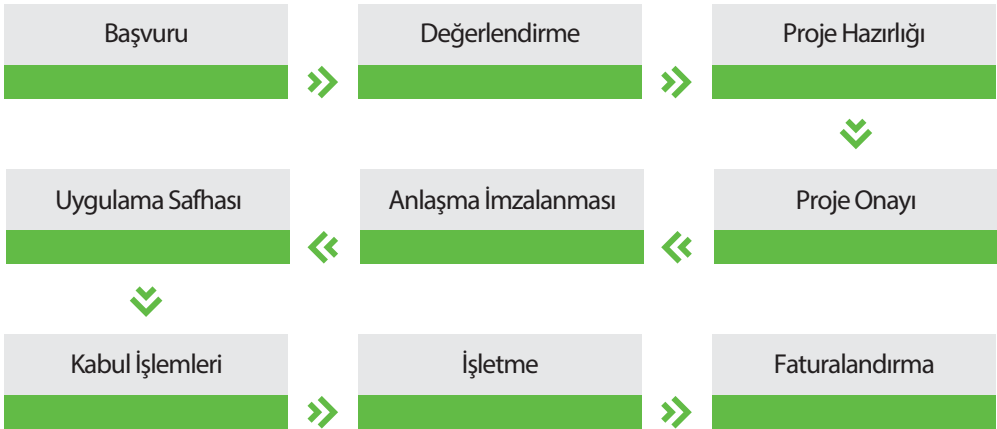 Başvuru
Değerlendirme
Proje Hazırlığı
Proje Onayı
Anlaşma İmzalanması
Uygulama Safhası
Kabul İşlemleri
İşletme
Faturalandırma